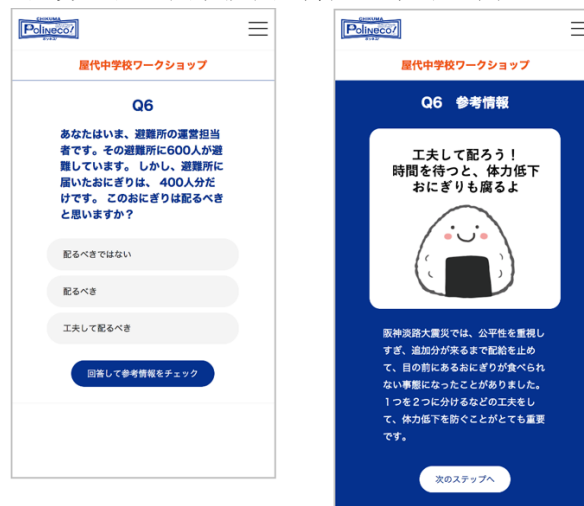 CHIKUMA
Polineco!
屋代中学校ワークショップ
Q6
あなたはいま、避難所の運営担当
者です。その避難所に600人が避
難しています。 しかし、避難所に
届いたおにぎりは、 400人分だ
けです。 このおにぎりは配るべき
と思いますか？
配るべきではない
配るべき
工夫して配るべき
回答して参考情報をチェック
CHIKUMA
Polineco!
屋代中学校ワークショップ
Q6 参考情報
工夫して配ろう！
時間を待つと、体力低下
おにぎりも腐るよ
阪神淡路大震災では、公平性を重視し
すぎ、追加分が来るまで配給を止め
て、目の前にあるおにぎりが食べられ
ない事態になったことがありました。
１つを２つに分けるなどの工夫をし
て、体力低下を防ぐことがとても重要
です。
次のステップへ